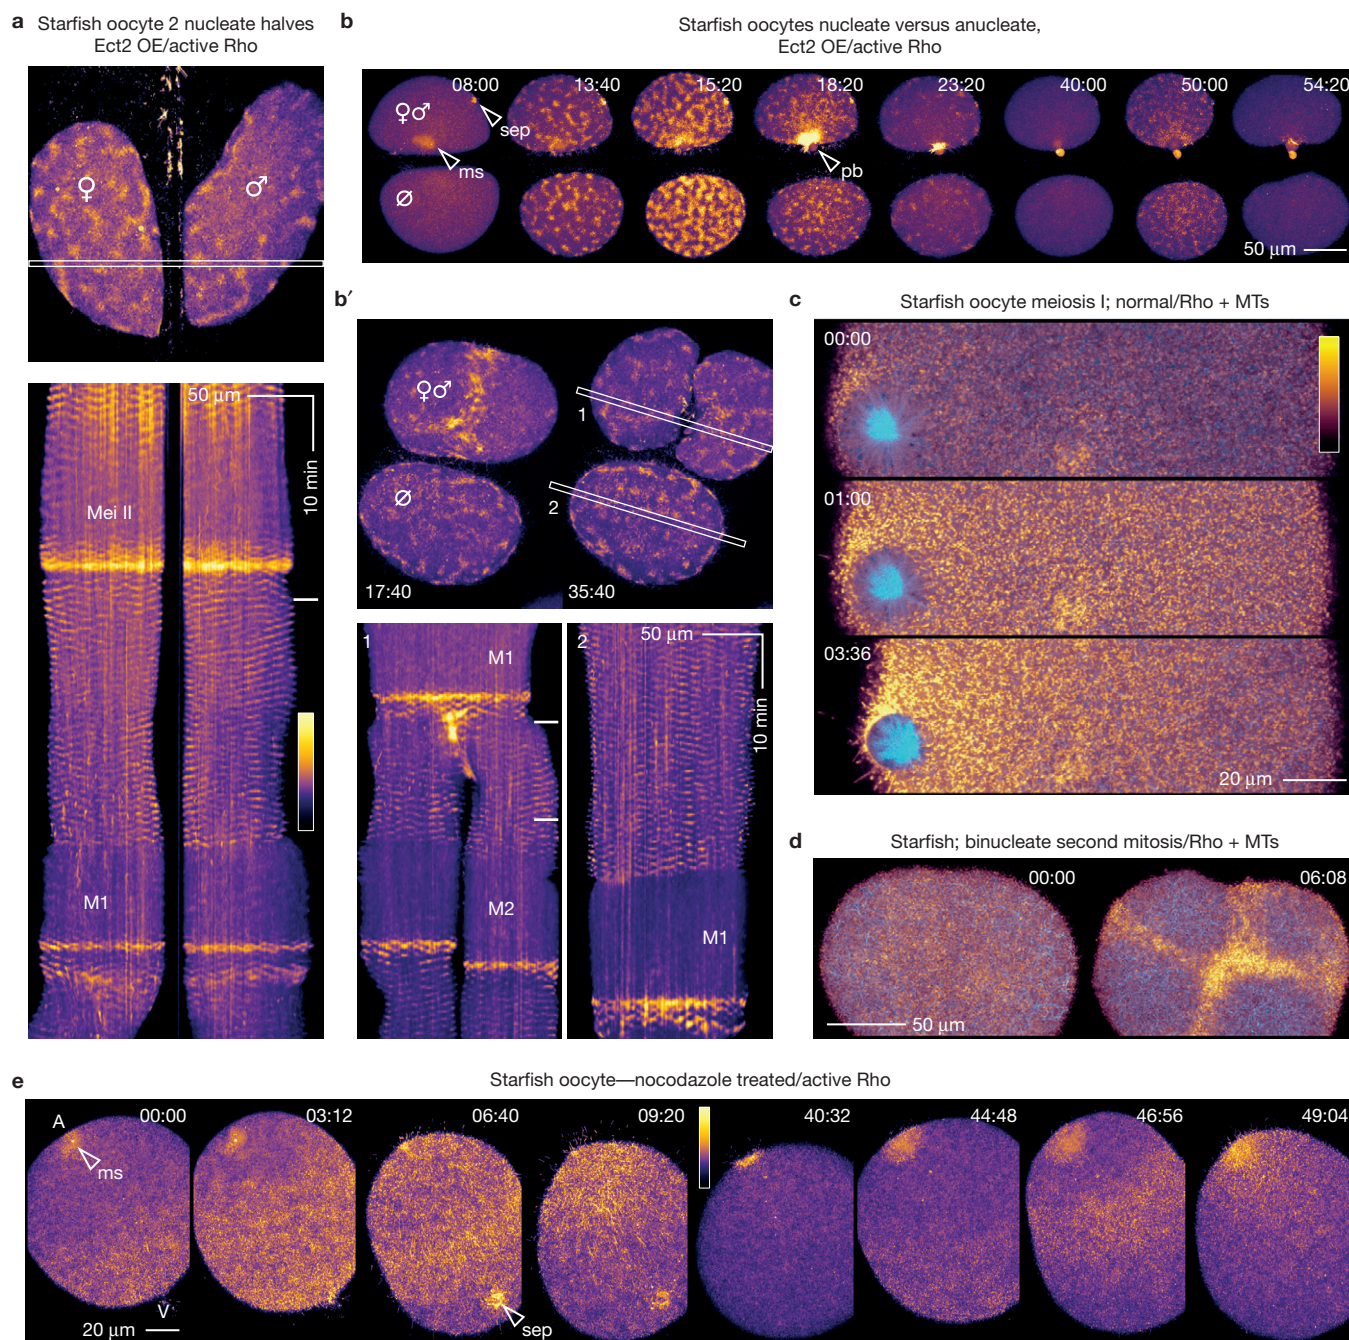 a
Starfish oocyte 2 nucleate halves
Ect2 OE/active Rho
♀
♂
50 µm
10 min
Mei II
M1
b
Starfish oocytes nucleate versus anucleate,
Ect2 OE/active Rho
♀♂
08:00
13:40
15:20
18:20
23:20
40:00
50:00
54:20
sep
ms
pb
Ø
50 µm
b′
♀♂
1
Ø
2
17:40
35:40
1
M1
M2
2
50 µm
10 min
M1
c
Starfish oocyte meiosis I; normal/Rho + MTs
00:00
01:00
03:36
20 µm
d
Starfish; binucleate second mitosis/Rho + MTs
00:00
06:08
50 µm
e
Starfish oocyte—nocodazole treated/active Rho
A
00:00
03:12
06:40
09:20
40:32
44:48
46:56
49:04
ms
V
sep
20 µm